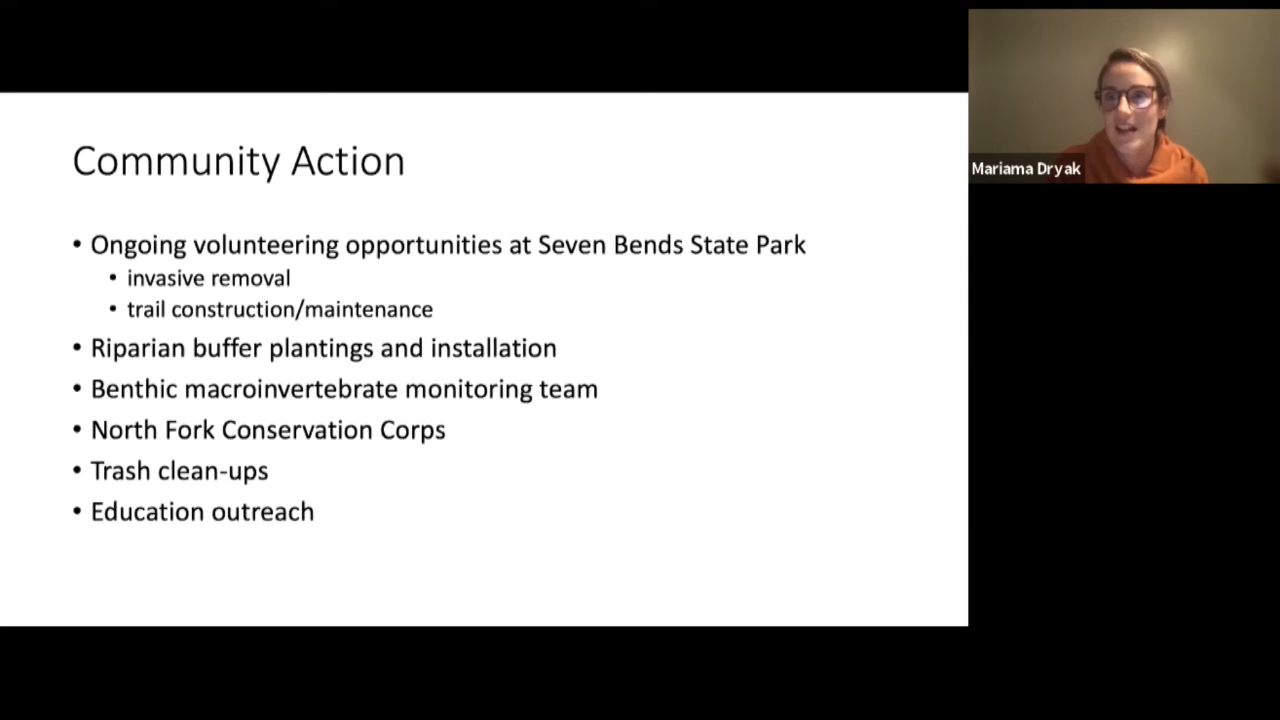 Community Action
• Ongoing volunteering opportunities at Seven Bends State Park
• invasive removal
• trail construction/maintenance
• Riparian buffer plantings and installation
• Benthic macroinvertebrate monitoring team
• North Fork Conservation Corps
• Trash clean-ups
• Education outreach
Mariama Dryak